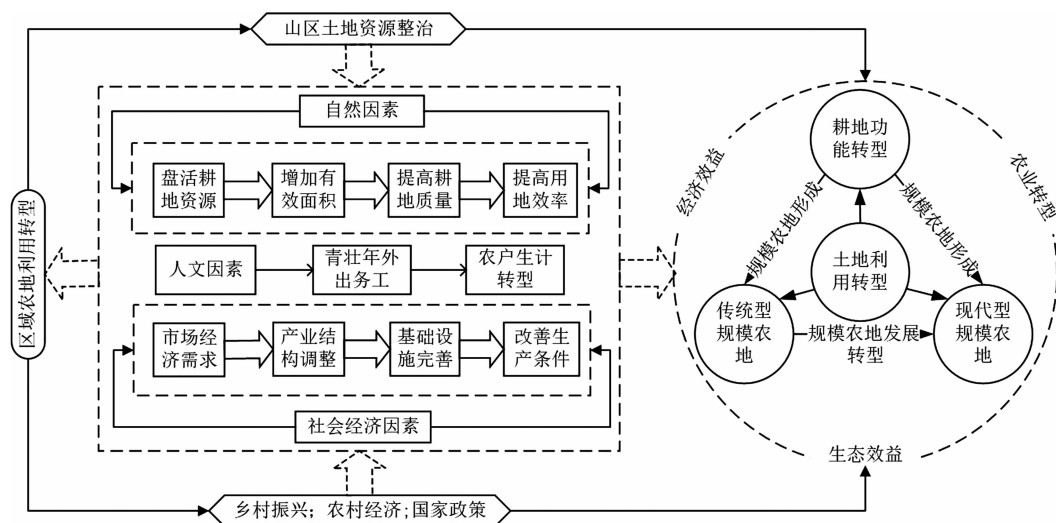 山区土地资源整治
自然因素
盘活耕
地资源
增加有
效面积
提高耕
地质量
提高用
地效率
人文因素
青壮年外
出务工
农户生计
转型
市场经
济需求
产业结
构调整
基础设
施完善
改善生
产条件
社会经济因素
乡村振兴；农村经济;国家政策
区域农地利用转型
耕地功
能转型
经济效益
农业转型
规模农地形成
规模农地形成
土地利用转型
传统型
规模农
地
规模农地发展
转型
现代型
规模农
地
生态效益